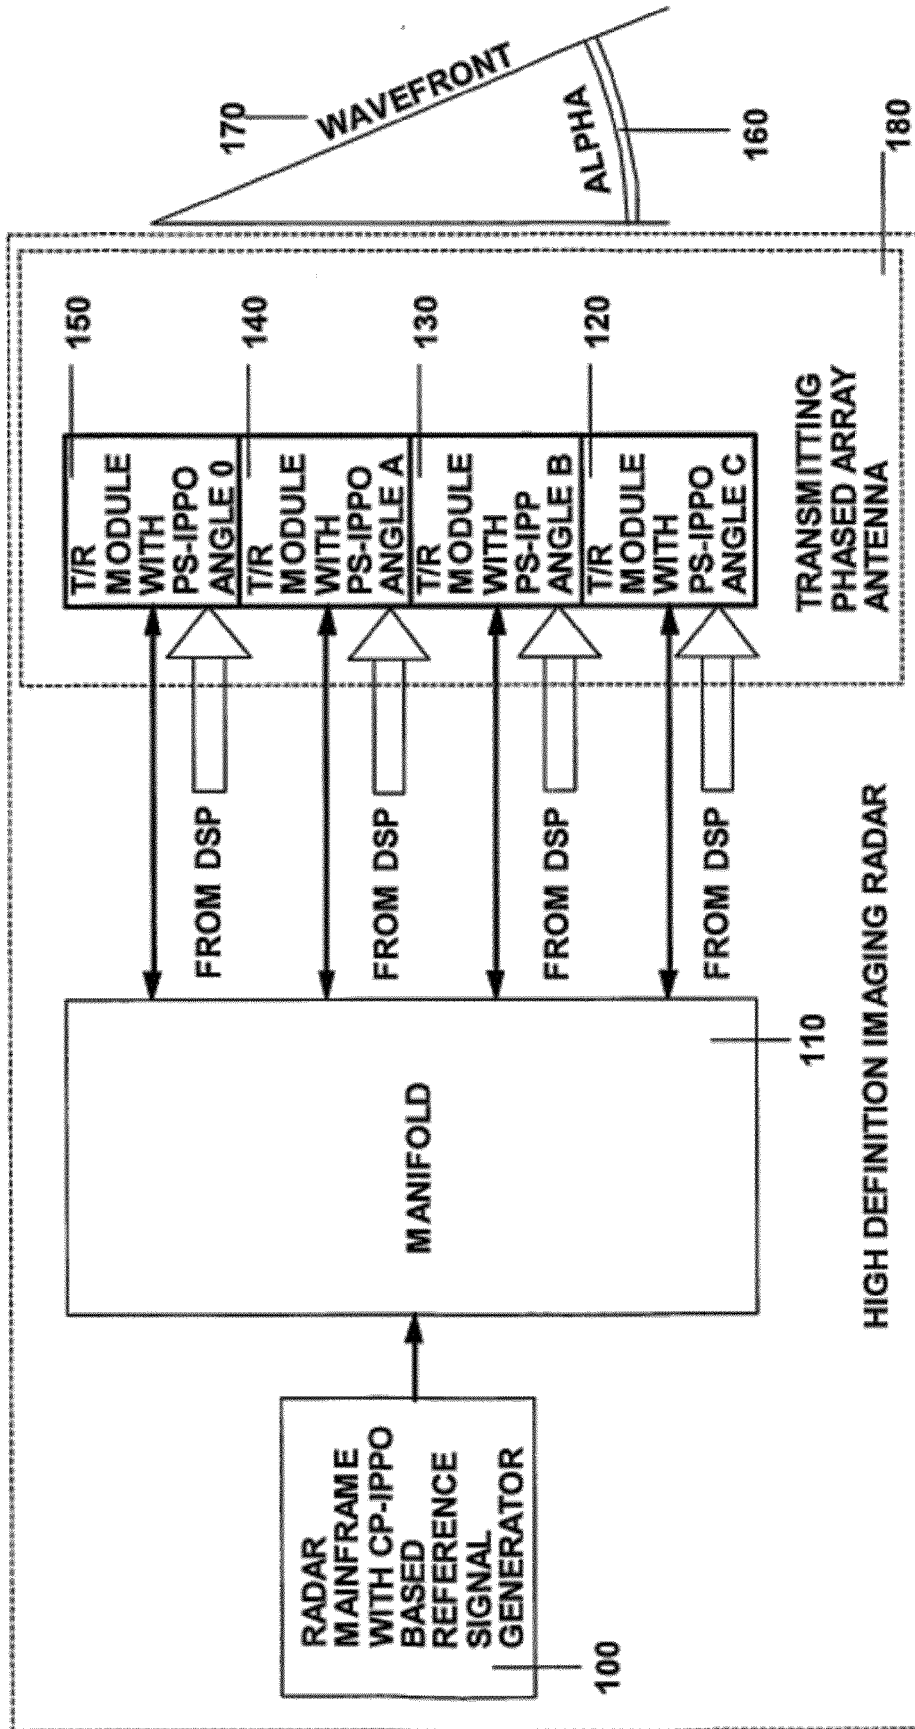 RADAR
MAINFRAME
WITH CP-IPPO
BASED
REFERENCE
SIGNAL
GENERATOR
100
MANIFOLD
110
FROM DSP
FROM DSP
FROM DSP
FROM DSP
T/R
MODULE
WITH
PS-IPPO
ANGLE 0
150
T/R
MODULE
WITH
PS-IPPO
ANGLE A
140
T/R
MODULE
WITH
PS-IPP
ANGLE B
130
T/R
MODULE
WITH
PS-IPPO
ANGLE C
120
TRANSMITTING
PHASED ARRAY
ANTENNA
180
170
WAVEFRONT
ALPHA
160
HIGH DEFINITION IMAGING RADAR